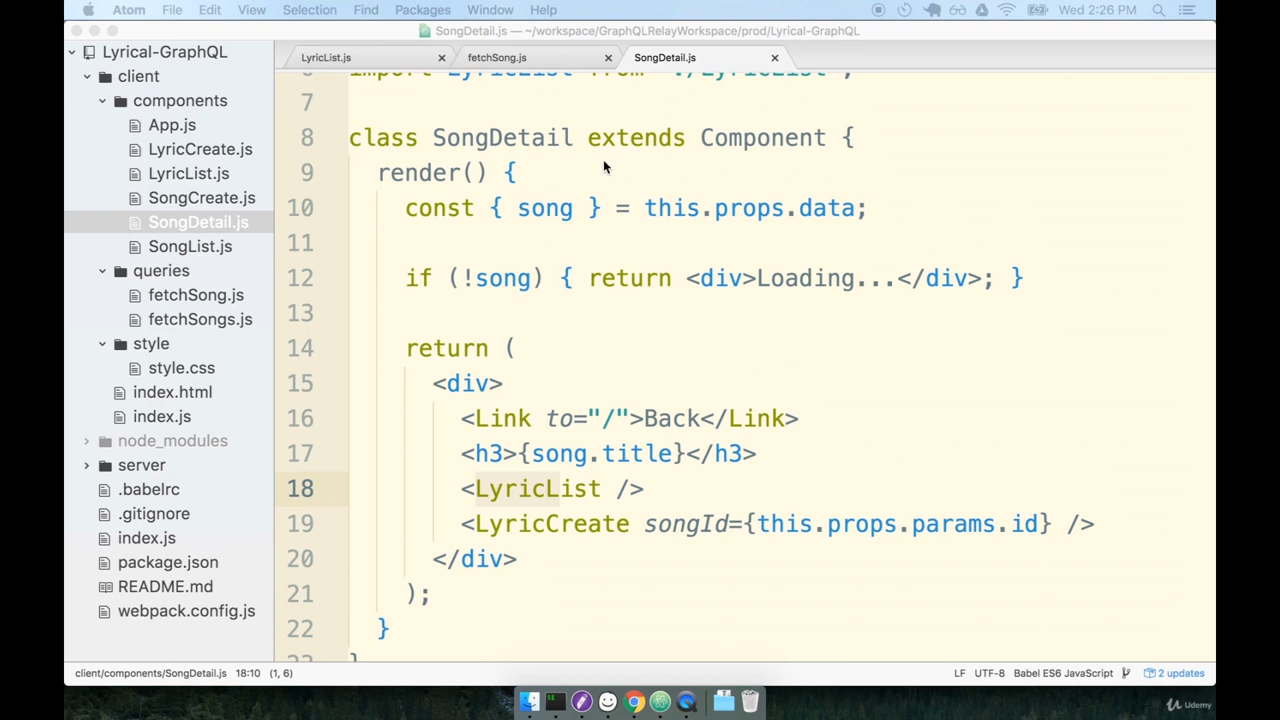 Atom File Edit View Selection Find Packages Window Help Wed 2:26 PM
SongDetail.js — ~/workspace/GraphQLRelayWorkspace/prod/Lyrical-GraphQL
Lyrical-GraphQL
client
components
App.js
LyricCreate.js
LyricList.js
SongCreate.js
SongDetail.js
SongList.js
queries
fetchSong.js
fetchSongs.js
style
style.css
index.html
index.js
node_modules
server
.babelrc
.gitignore
index.js
package.json
README.md
webpack.config.js
LyricList.js fetchSong.js SongDetail.js
6 import LyricList from './LyricList';
7
8 class SongDetail extends Component {
9 render() {
10 const { song } = this.props.data;
11
12 if (!song) { return <div>Loading...</div>; }
13
14 return (
15 <div>
16 <Link to="/">Back</Link>
17 <h3>{song.title}</h3>
18 <LyricList />
19 <LyricCreate songId={this.props.params.id} />
20 </div>
21 );
22 }
23 }
client/components/SongDetail.js 18:10 (1, 6) LF UTF-8 Babel ES6 JavaScript 2 updates
Udemy